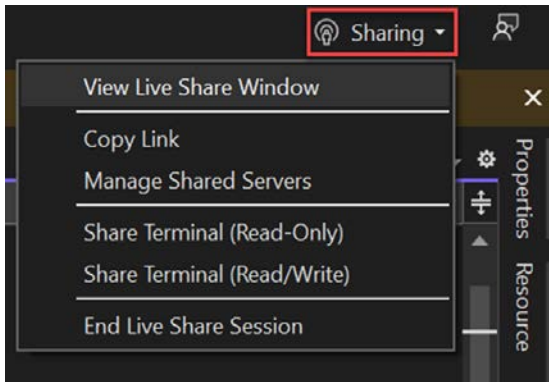 Sharing
View Live Share Window
Copy Link
Manage Shared Servers
Share Terminal (Read-Only)
Share Terminal (Read/Write)
End Live Share Session
Properties
Resource